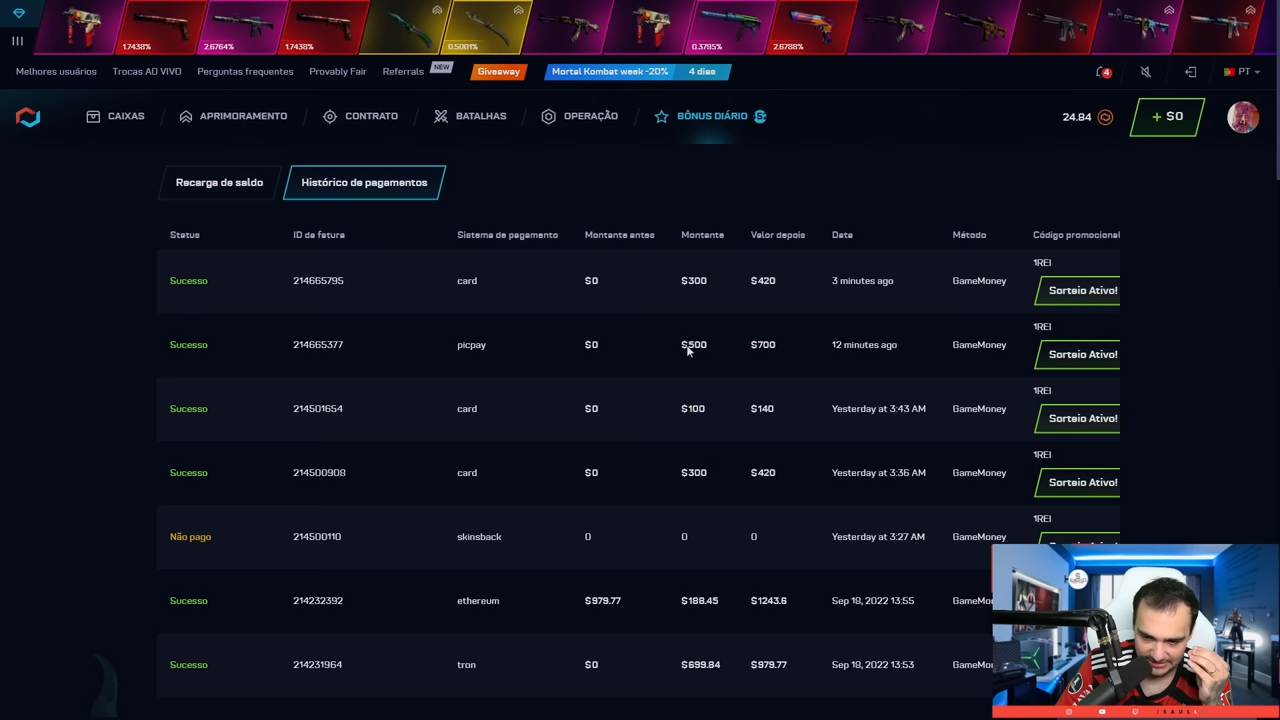 1.7438%
2.6764%
1.7438%
0.5001%
0.3795%
2.6788%
Melhores usuários
Trocas AO VIVO
Perguntas frequentes
Provably Fair
Referrals
NEW
Giveaway
Mortal Kombat week -20%
4 dias
4
PT
CAIXAS
APRIMORAMENTO
CONTRATO
BATALHAS
OPERAÇÃO
BÔNUS DIÁRIO
24.84
+ $0
Recarga de saldo
Histórico de pagamentos
Status ID da fatura Sistema de pagamento Montante antes Montante Valor depois Data Método Código promocional
1REI
Sucesso 214665795 card $0 $300 $420 3 minutes ago GameMoney Sorteio Ativo!
1REI
Sucesso 214665377 picpay $0 $500 $700 12 minutes ago GameMoney Sorteio Ativo!
1REI
Sucesso 214501654 card $0 $100 $140 Yesterday at 3:43 AM GameMoney Sorteio Ativo!
1REI
Sucesso 214500908 card $0 $300 $420 Yesterday at 3:36 AM GameMoney Sorteio Ativo!
1REI
Não pago 214500110 skinsback 0 0 0 Yesterday at 3:27 AM GameMoney
Sucesso 214232392 ethereum $979.77 $188.45 $1243.6 Sep 18, 2022 13:55 GameMo
Sucesso 214231964 tron $0 $699.84 $979.77 Sep 18, 2022 13:53 GameMo